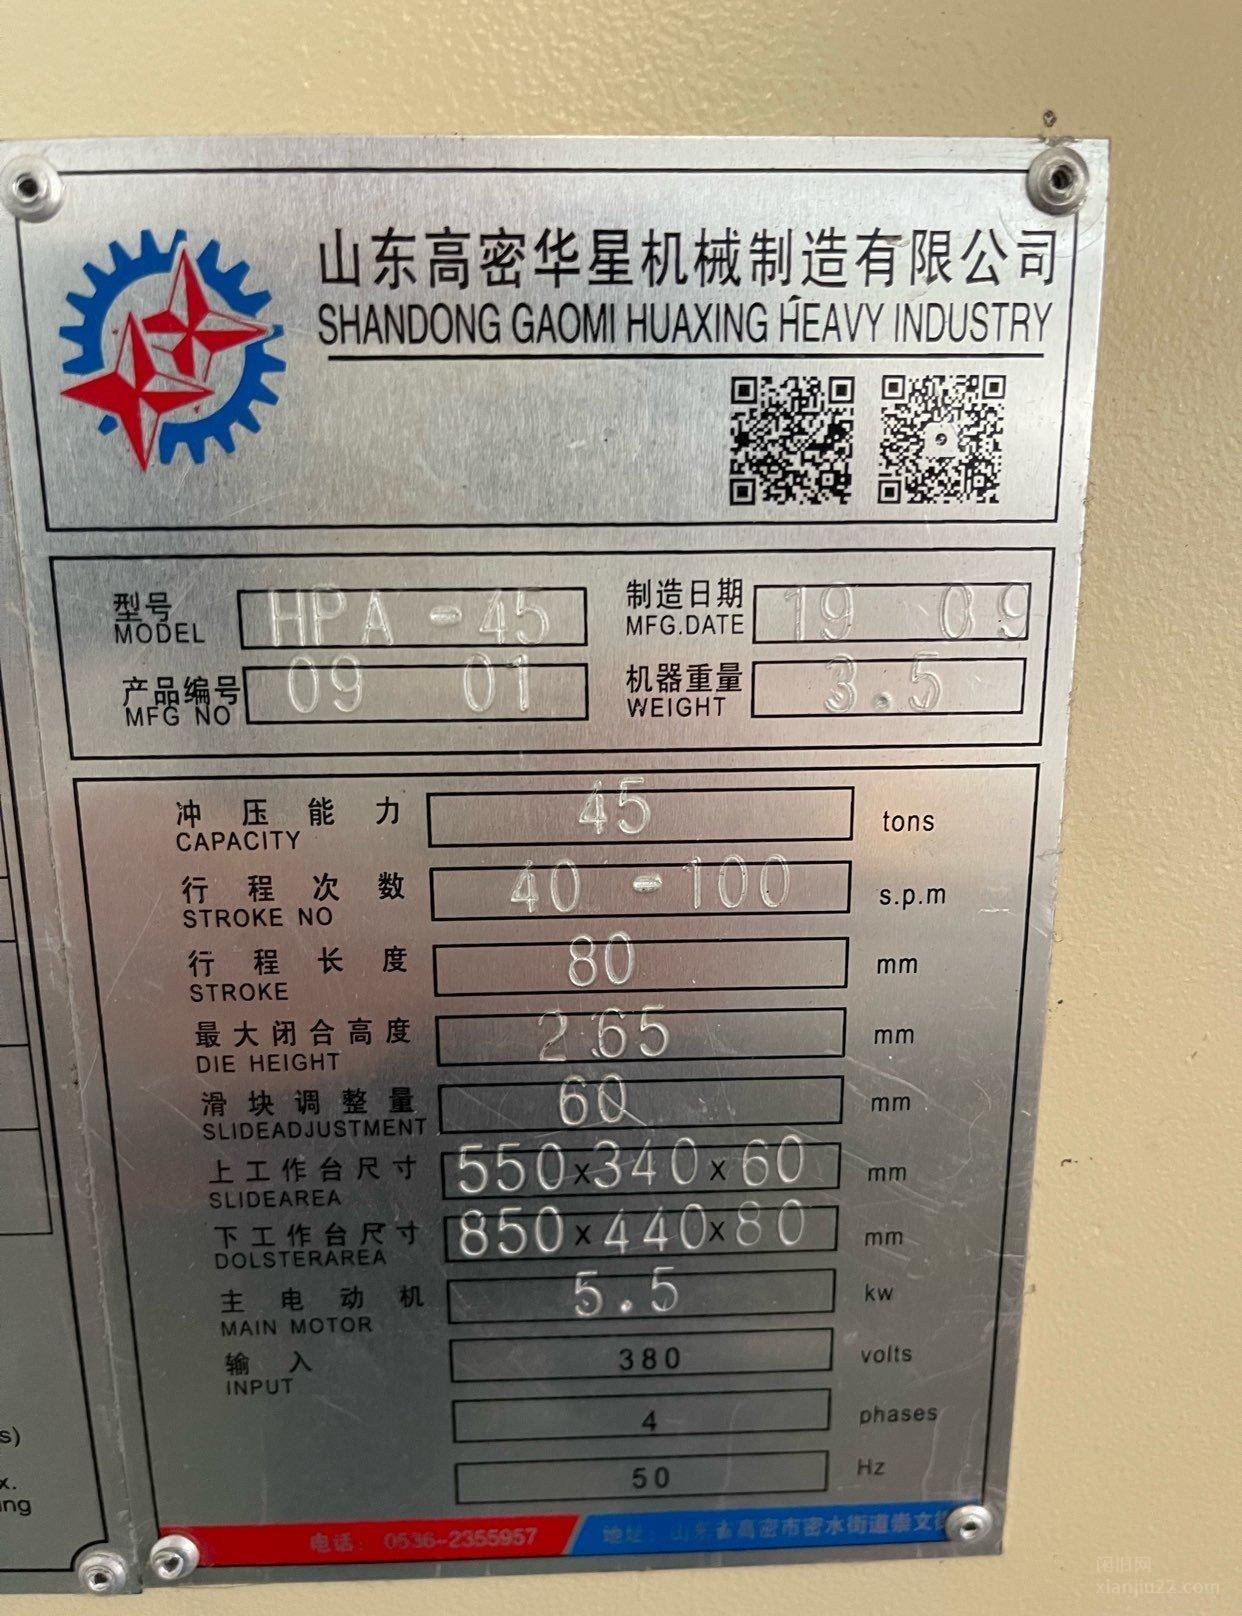 山东高密华星机械制造有限公司
SHANDONG GAOMI HUAXING HEAVY INDUSTRY
型号 MODEL HPA-45
制造日期 MFG.DATE 19 09
产品编号 MFG NO 09 01
机器重量 WEIGHT 3.5
冲压能力 CAPACITY 45 tons
行程次数 STROKE NO 40-100 s.p.m
行程长度 STROKE 80 mm
最大闭合高度 DIE HEIGHT 265 mm
滑块调整量 SLIDEADJUSTMENT 60 mm
上工作台尺寸 SLIDEAREA 550x340x60 mm
下工作台尺寸 DOLSTERAREA 850x440x80 mm
主电动机 MAIN MOTOR 5.5 kw
输入 INPUT 380 volts
4 phases
50 Hz
电话: 0536-2355957 地址: 山东省高密市密水街道崇文街
s)
x.
ing
闲旧网
xianjiu22.com